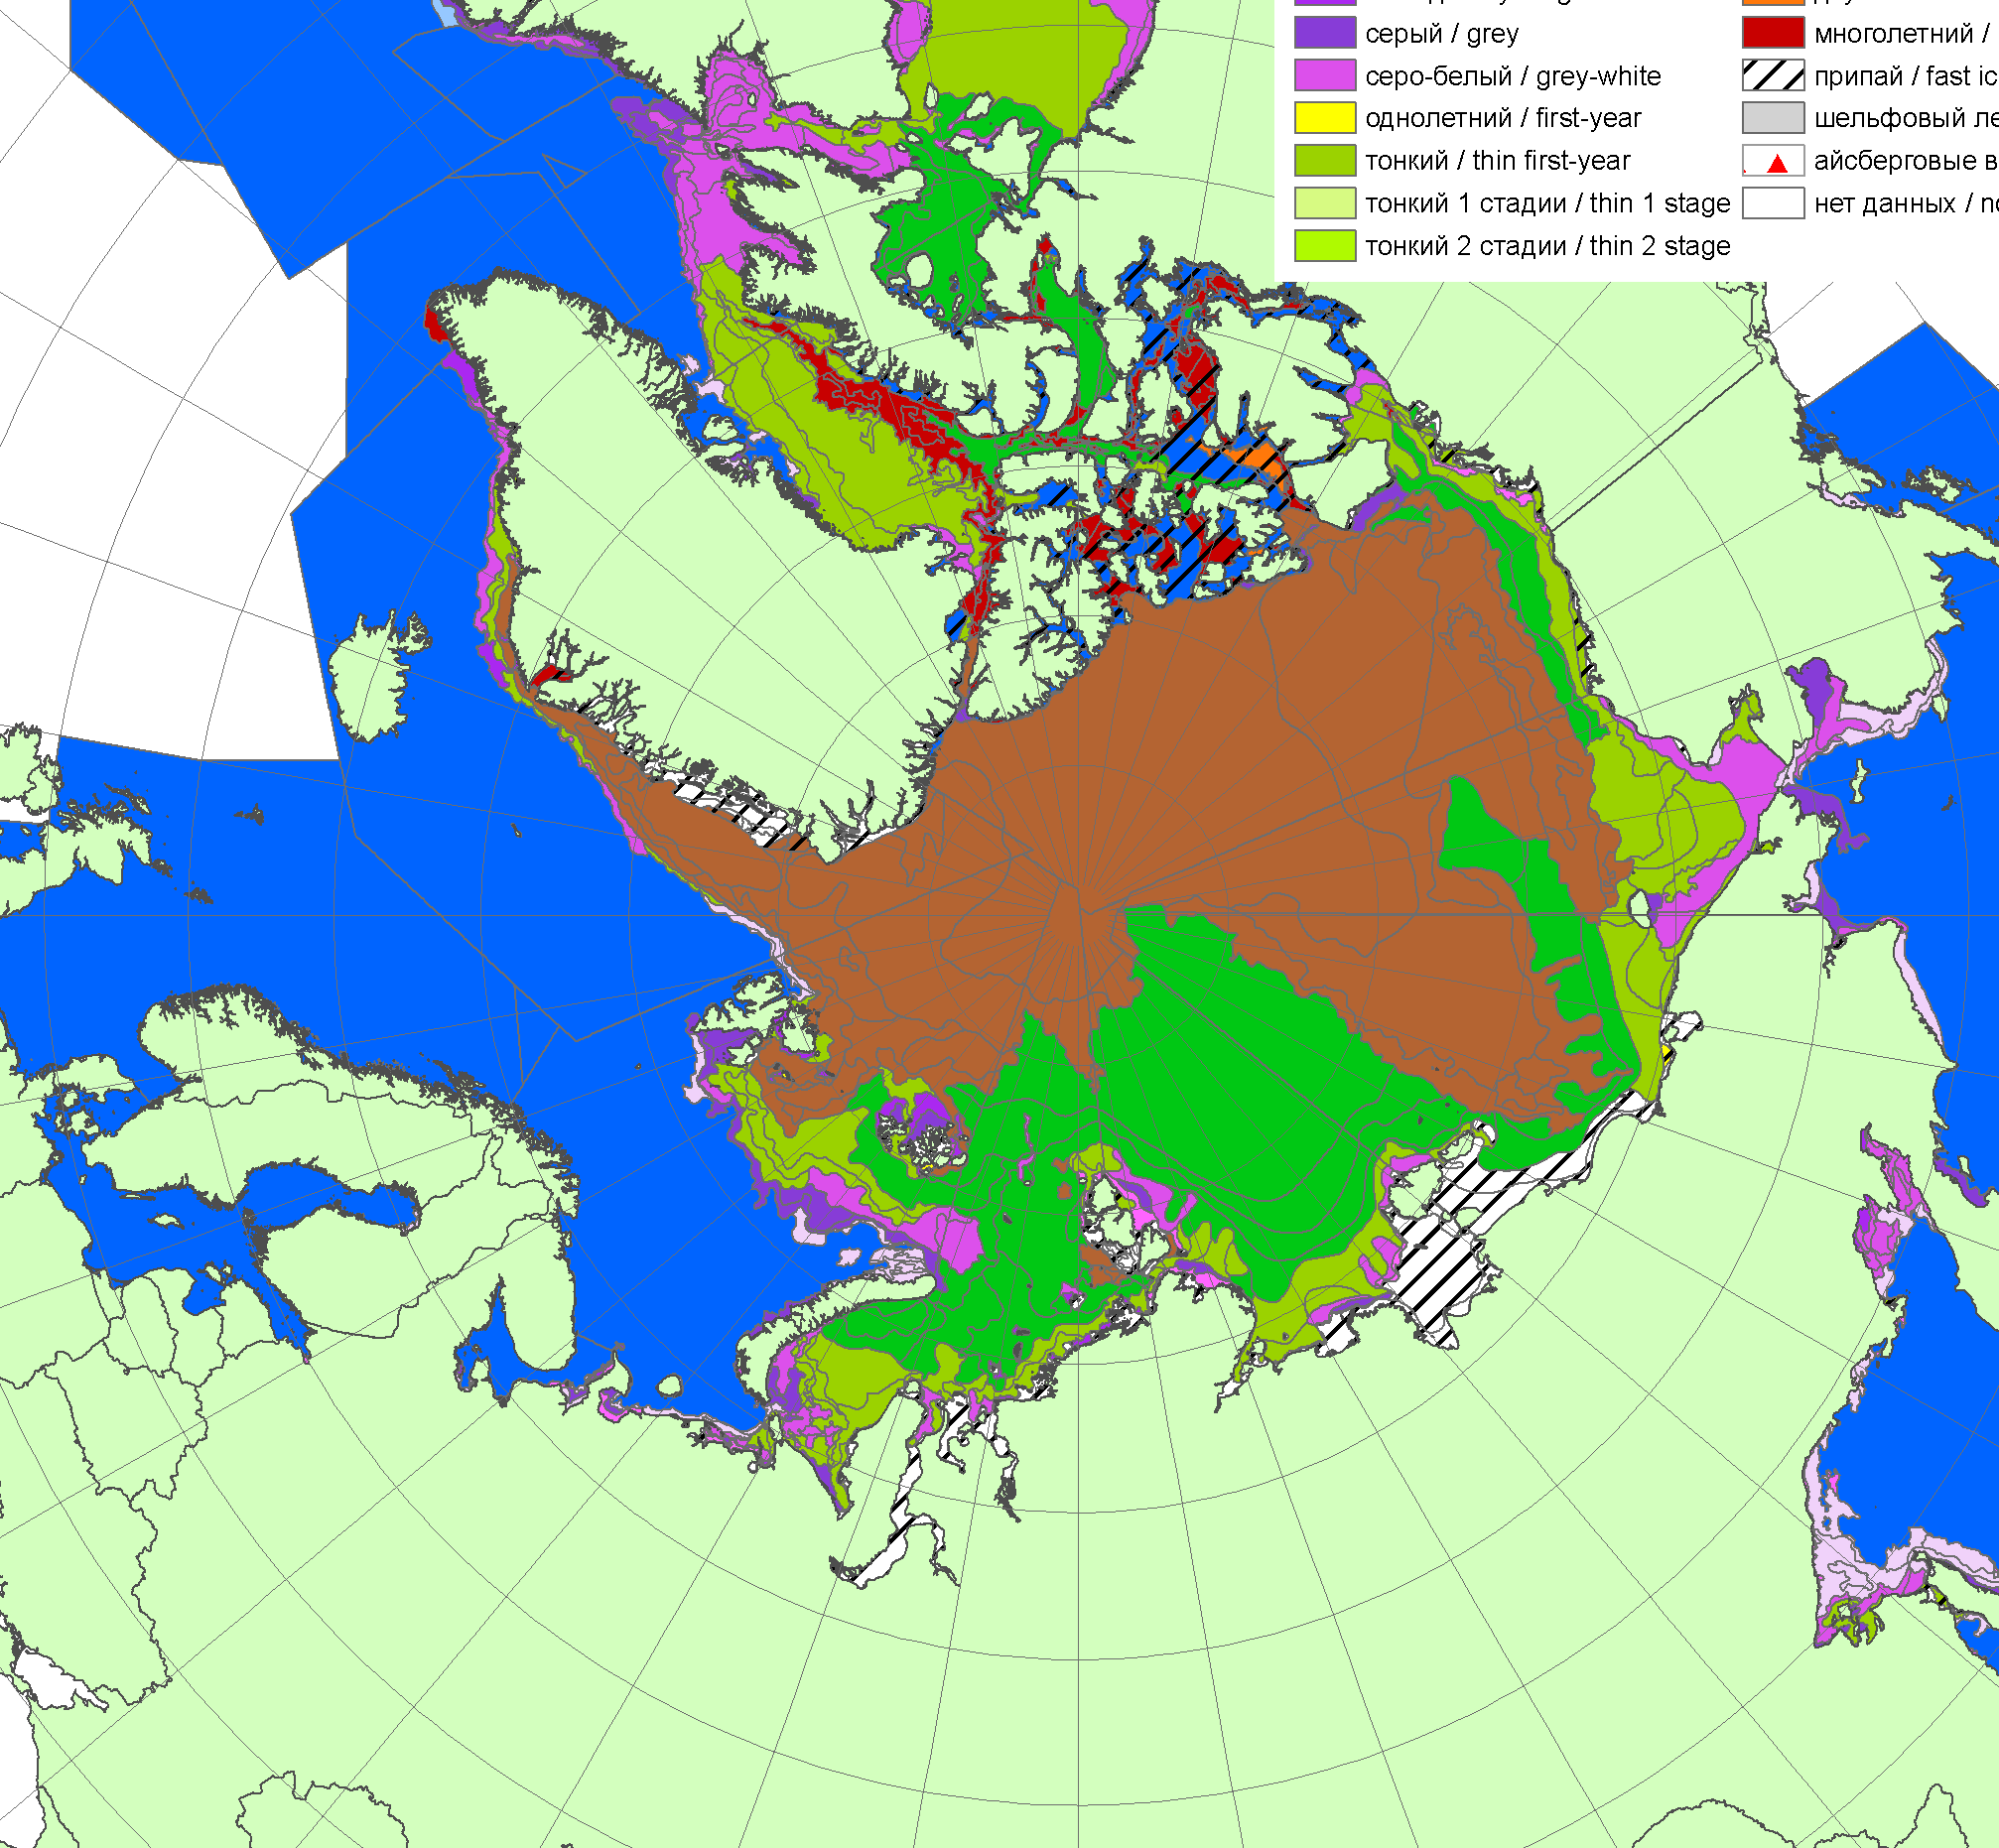 серый / grey
серо-белый / grey-white
однолетний / first-year
тонкий / thin first-year
тонкий 1 стадии / thin 1 stage
тонкий 2 стадии / thin 2 stage
многолетний /
припай / fast ic
шельфовый ле
айсберговые в
нет данных / no